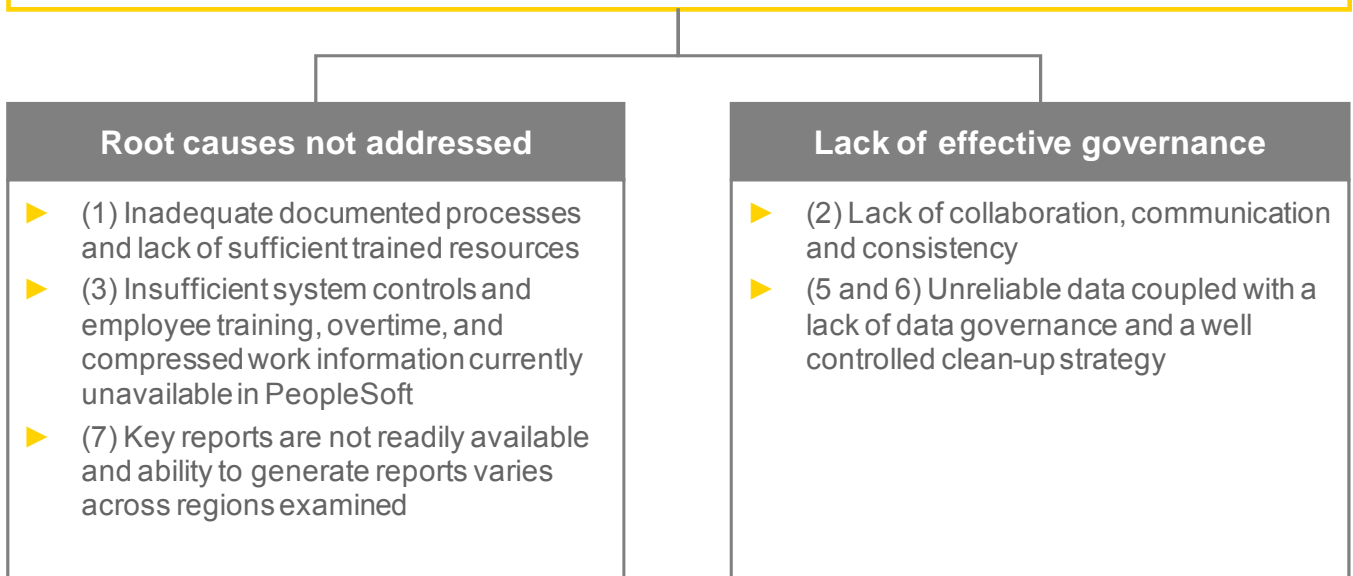 Root causes not addressed
► (1) Inadequate documented processes
and lack of sufficient trained resources
► (3) Insufficient system controls and
employee training, overtime, and
compressed work information currently
unavailable in PeopleSoft
► (7) Key reports are not readily available
and ability to generate reports varies
across regions examined
Lack of effective governance
► (2) Lack of collaboration, communication
and consistency
► (5 and 6) Unreliable data coupled with a
lack of data governance and a well
controlled clean-up strategy